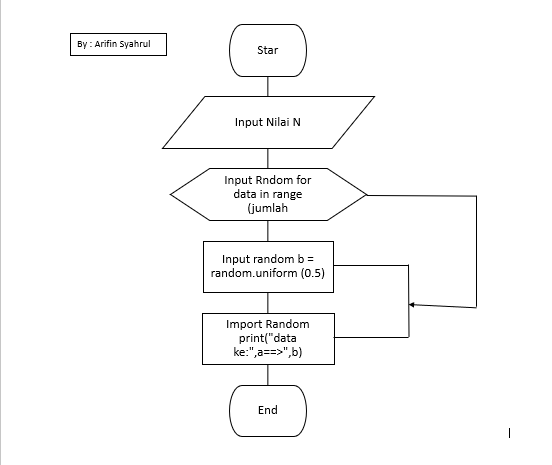 By : Arifin Syahrul
Star
Input Nilai N
Input Rndom for
data in range
(jumlah
Input random b =
random.uniform (0.5)
Import Random
print("data
ke:",a==>",b)
End